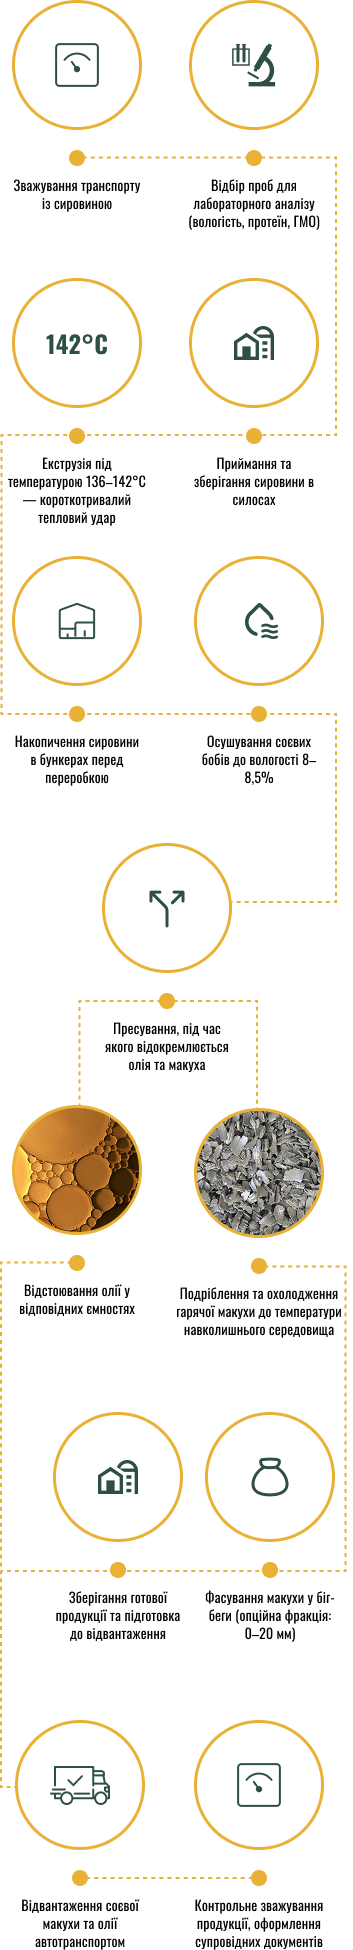 Зважування транспорту
із сировиною
Відбір проб для
лабораторного аналізу
(вологість, протеїн, ГМО)
142°C
Екструзія під
температурою 136–142°C
— короткотривалий
тепловий удар
Приймання та
зберігання сировини в
силосах
Накопичення сировини
в бункерах перед
переробкою
Осушування соєвих
бобів до вологості 8–
8,5%
Пресування, під час
якого відокремлюється
олія та макуха
Відстоювання олії у
відповідних ємностях
Подріблення та охолодження
гарячої макухи до температури
навколишнього середовища
Зберігання готової
продукції та підготовка
до відвантаження
Фасування макухи у біг-
беги (опційна фракція:
0–20 мм)
Відвантаження соєвої
макухи та олії
автотранспортом
Контрольне зважування
продукції, оформлення
супровідних документів